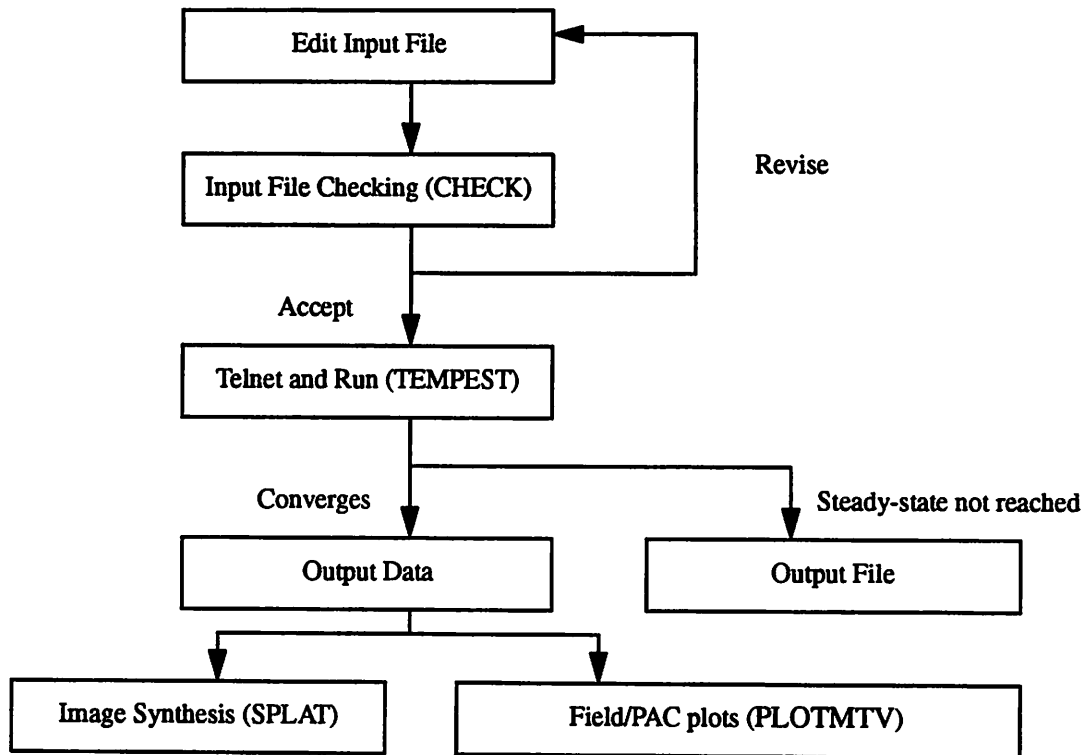 Edit Input File
Input File Checking (CHECK)
Revise
Accept
Telnet and Run (TEMPEST)
Converges
Steady-state not reached
Output Data
Output File
Image Synthesis (SPLAT)
Field/PAC plots (PLOTMTV)